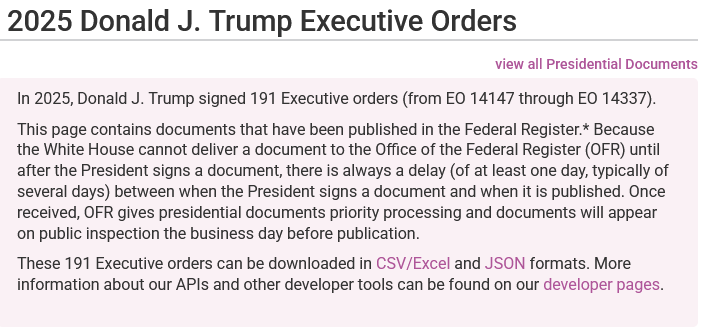 2025 Donald J. Trump Executive Orders
view all Presidential Documents
In 2025, Donald J. Trump signed 191 Executive orders (from EO 14147 through EO 14337).
This page contains documents that have been published in the Federal Register.* Because
the White House cannot deliver a document to the Office of the Federal Register (OFR) until
after the President signs a document, there is always a delay (of at least one day, typically of
several days) between when the President signs a document and when it is published. Once
received, OFR gives presidential documents priority processing and documents will appear
on public inspection the business day before publication.
These 191 Executive orders can be downloaded in CSV/Excel and JSON formats. More
information about our APIs and other developer tools can be found on our developer pages.